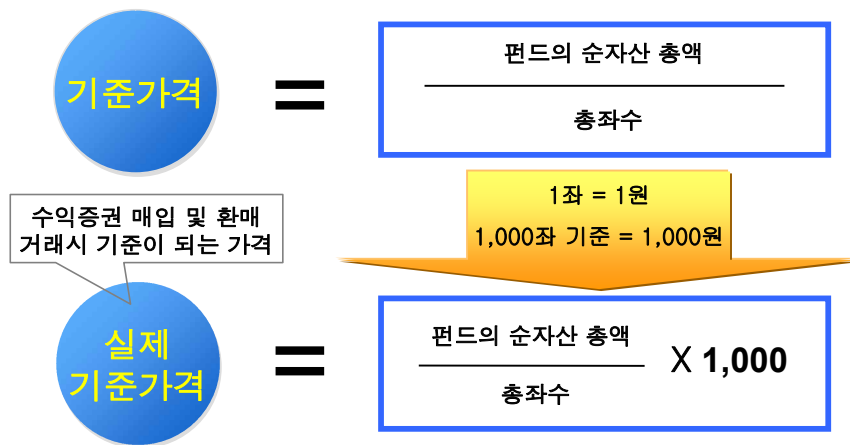 기준가격
=
펀드의 순자산 총액
총좌수
1좌 = 1원
1,000좌 기준 = 1,000원
수익증권 매입 및 환매
거래시 기준이 되는 가격
실제
기준가격
=
펀드의 순자산 총액
총좌수
X 1,000